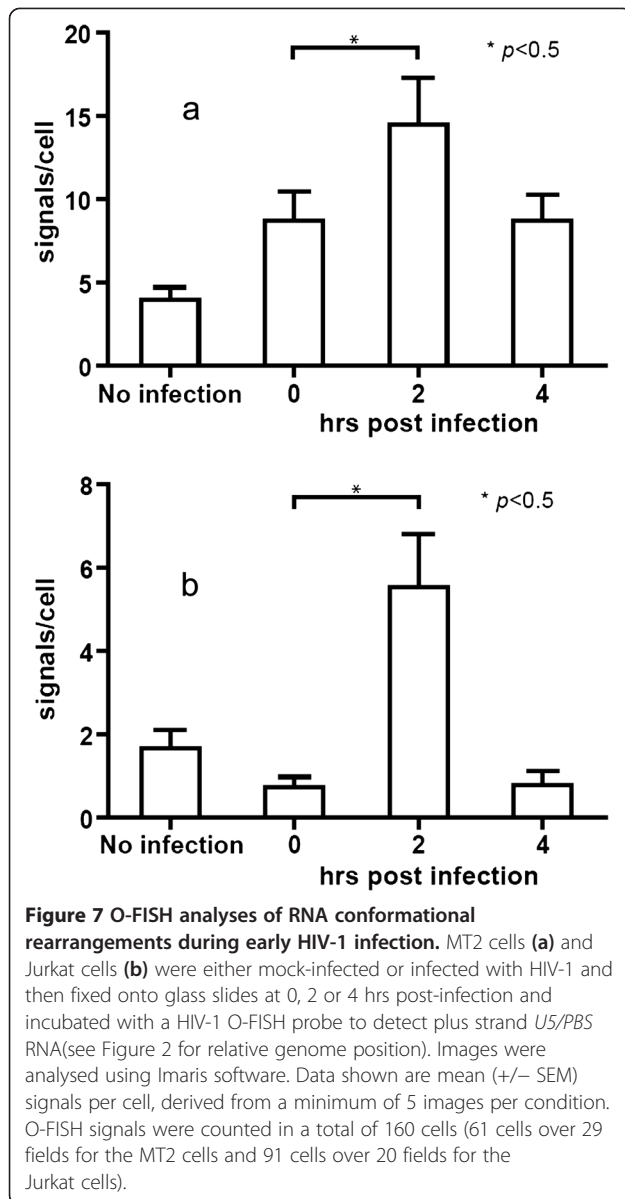 20
* p<0.5
*
a
15
signals/cell
10
5
0
No infection 0 2 4
hrs post infection
8
* p<0.5
*
6
b
signals/cell
4
2
0
No infection 0 2 4
hrs post infection
Figure 7 O-FISH analyses of RNA conformational
rearrangements during early HIV-1 infection. MT2 cells (a) and
Jurkat cells (b) were either mock-infected or infected with HIV-1 and
then fixed onto glass slides at 0, 2 or 4 hrs post-infection and
incubated with a HIV-1 O-FISH probe to detect plus strand U5/PBS
RNA(see Figure 2 for relative genome position). Images were
analysed using Imaris software. Data shown are mean (+/− SEM)
signals per cell, derived from a minimum of 5 images per condition.
O-FISH signals were counted in a total of 160 cells (61 cells over 29
fields for the MT2 cells and 91 cells over 20 fields for the
Jurkat cells).